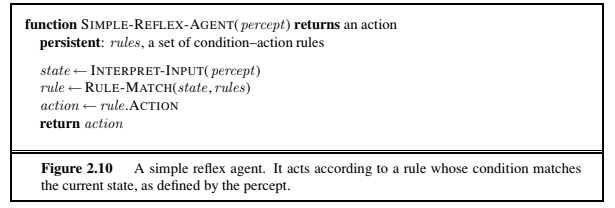 function SIMPLE-REFLEX-AGENT(percept) returns an action
persistent: rules, a set of condition–action rules
state ← INTERPRET-INPUT(percept)
rule ← RULE-MATCH(state, rules)
action ← rule.ACTION
return action
Figure 2.10 A simple reflex agent. It acts according to a rule whose condition matches
the current state, as defined by the percept.